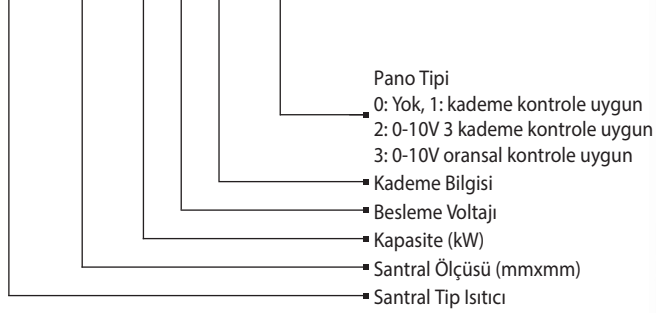 Pano Tipi
0: Yok, 1: kademe kontrole uygun
2: 0-10V 3 kademe kontrole uygun
3: 0-10V oransal kontrole uygun
Kademe Bilgisi
Besleme Voltajı
Kapasite (kW)
Santral Ölçüsü (mmxmm)
Santral Tip Isıtıcı